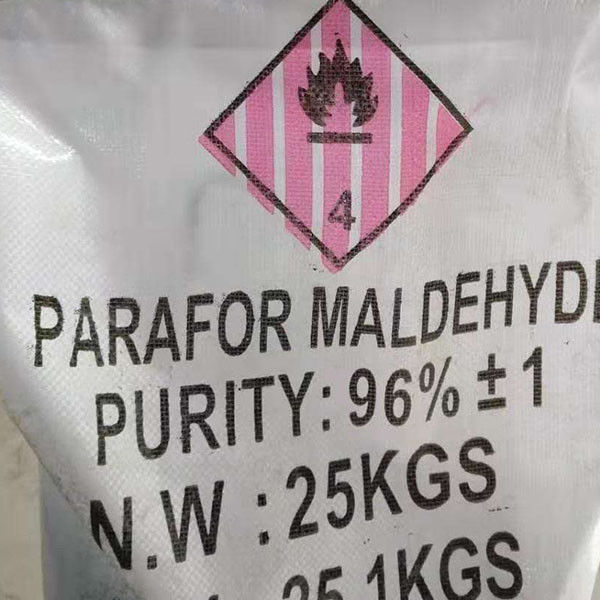 4
PARAFOR MALDEHYD
PURITY: 96% ±1
N.W : 25KGS
25.1KGS